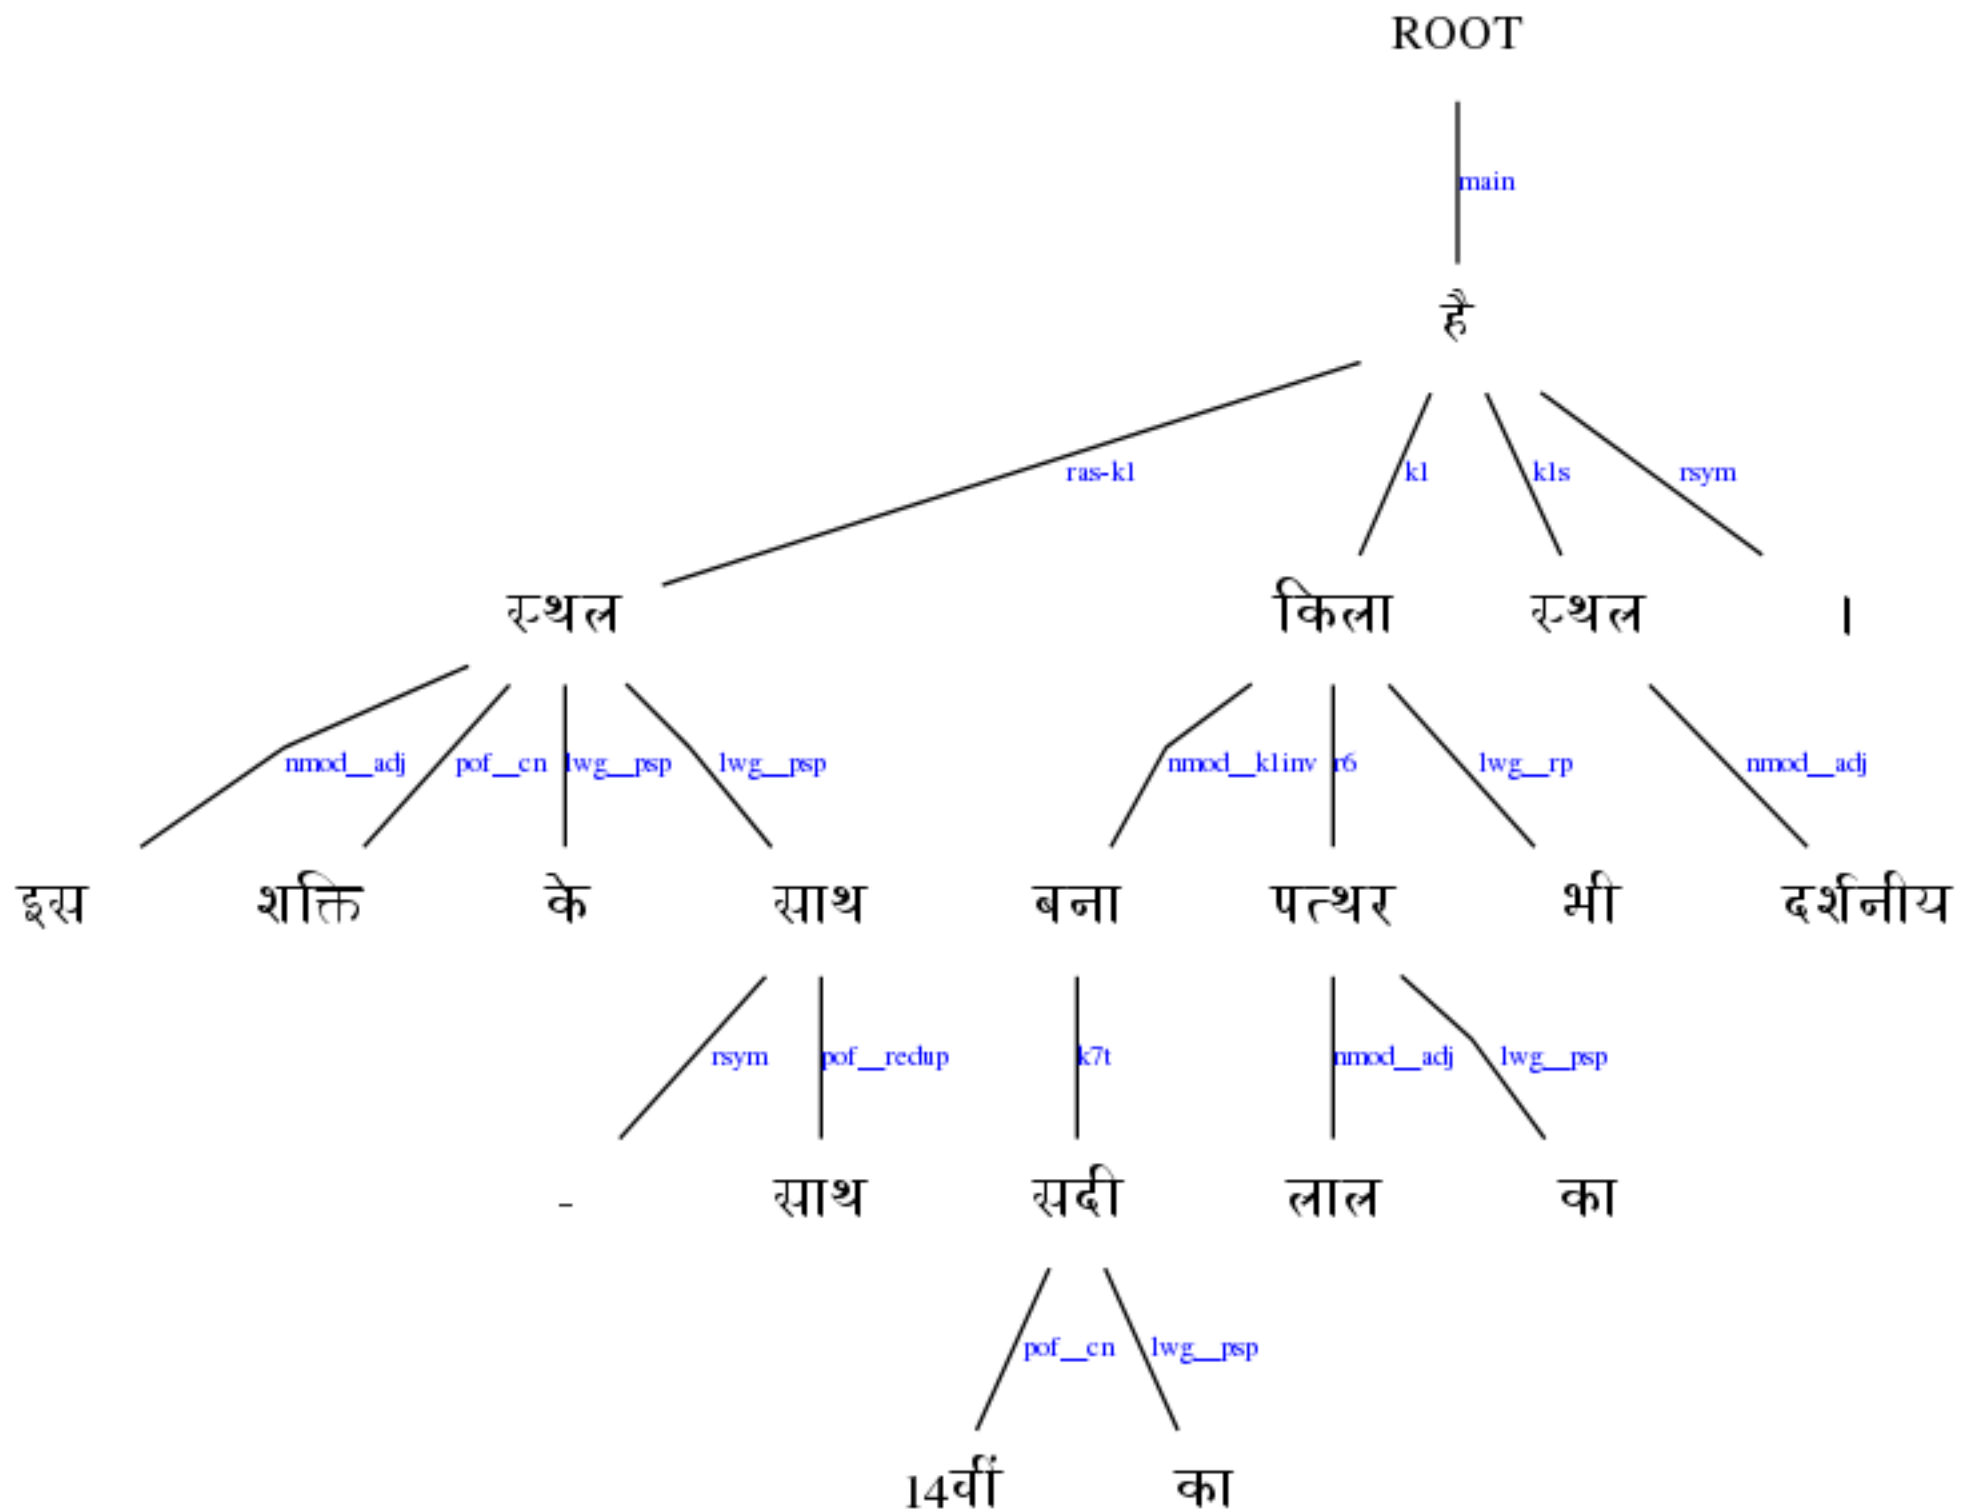 ROOT
main
है
ras-k1 k1 k1s rsym
स्थल किला स्थल ।
nmod__adj pof__cn lwg__psp lwg__psp nmod__k1inv r6 lwg__rp nmod__adj
इस शक्ति के साथ बना पत्थर भी दर्शनीय
rsym pof__redup k7t nmod__adj lwg__psp
- साथ सदी लाल का
pof__cn lwg__psp
14वीं का